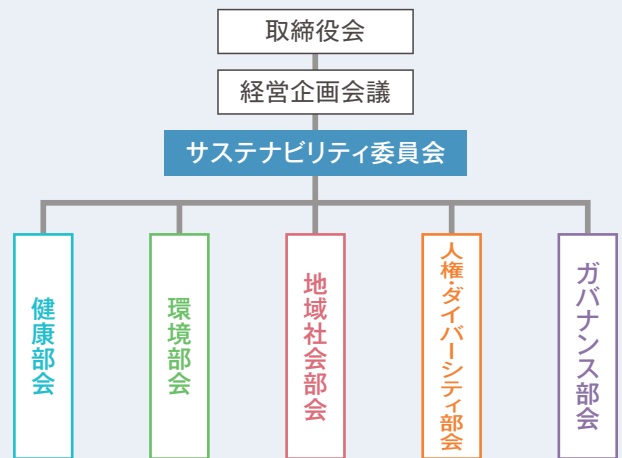 取締役会
経営企画会議
サステナビリティ委員会
健康部会
環境部会
地域社会部会
人権・ダイバーシティ部会
ガバナンス部会